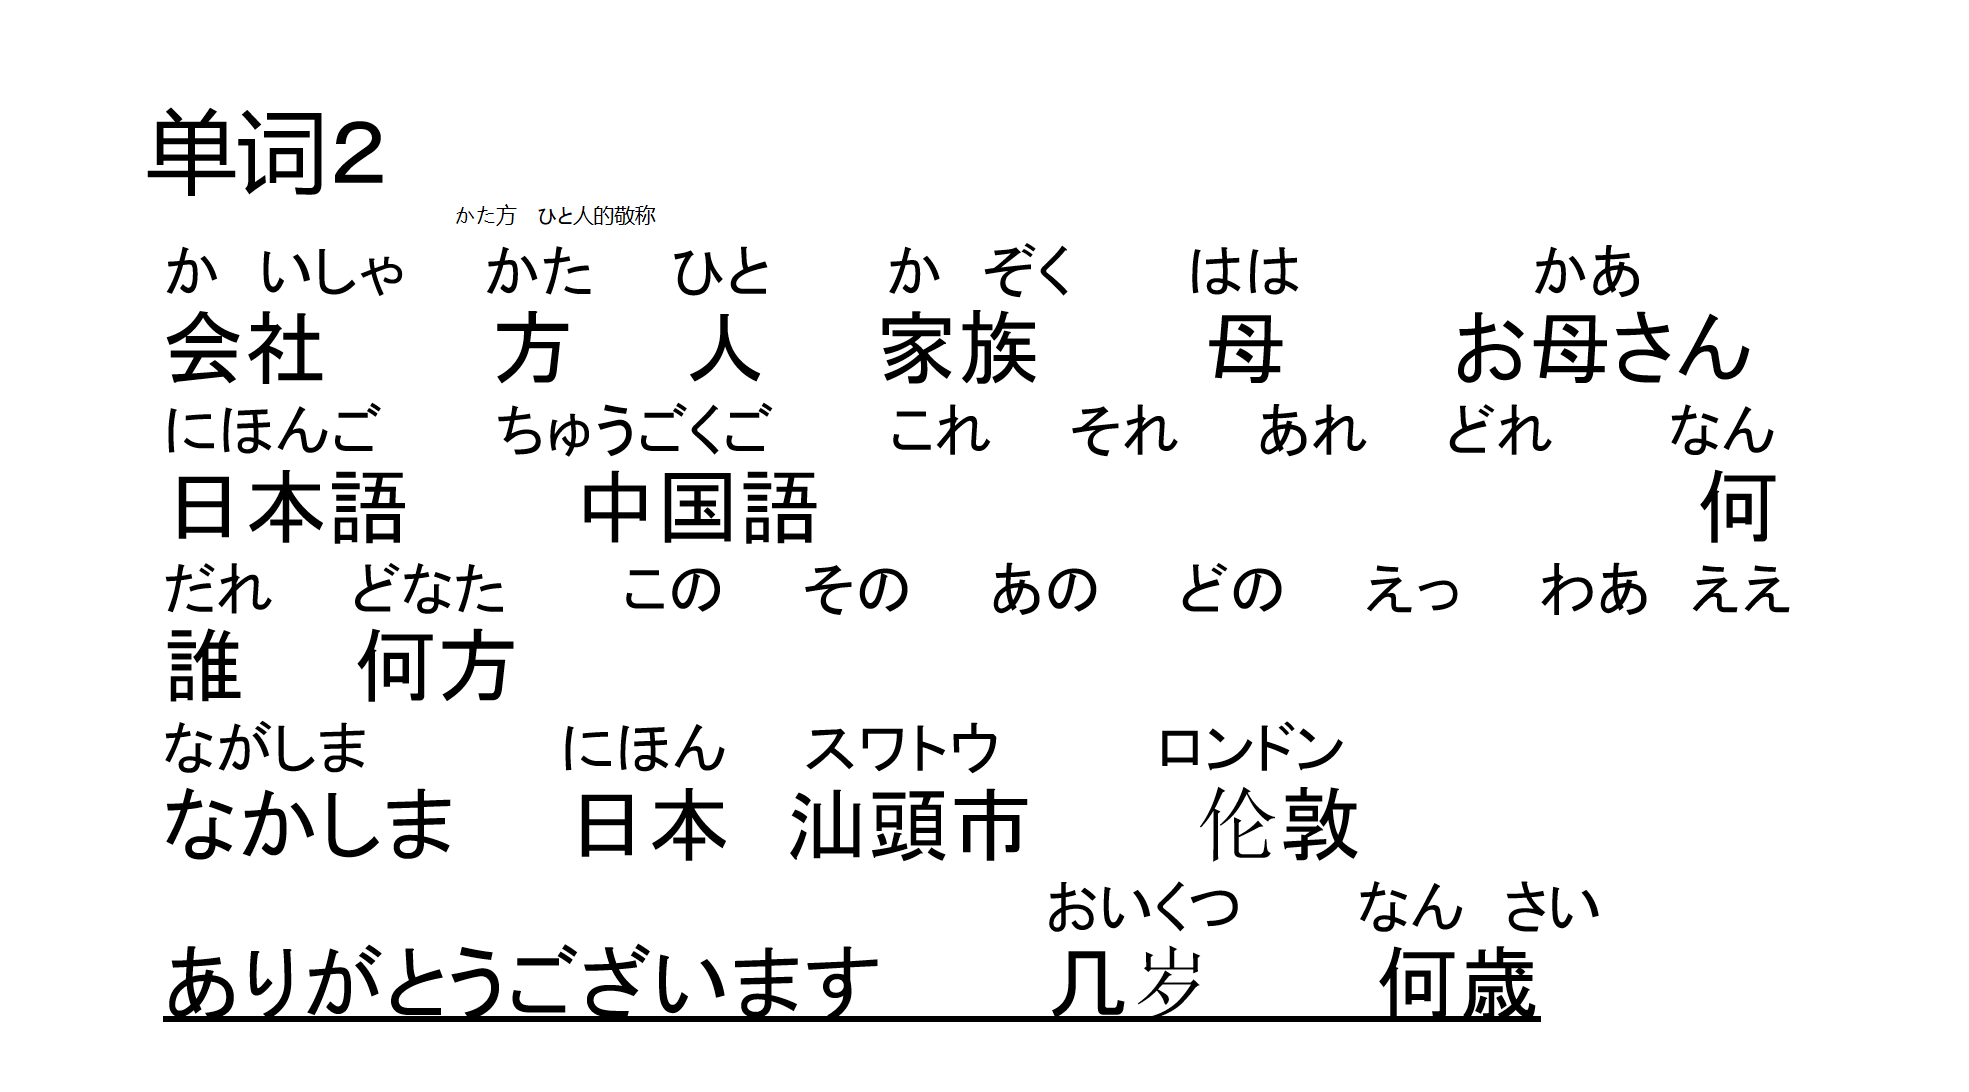 单词２
かた方　ひと人的敬称
か　いしゃ　かた　ひと　か　ぞく　はは　かあ
会社　方　人　家族　母　お母さん
にほんご　ちゅうごくご　これ　それ　あれ　どれ　なん
日本語　中国語　何
だれ　どなた　この　その　あの　どの　えっ　わあ　ええ
誰　何方
ながしま　にほん　スワトウ　ロンドン
なかしま　日本　汕頭市　伦敦
おいくつ　なん　さい
ありがとうございます　几岁　何歳